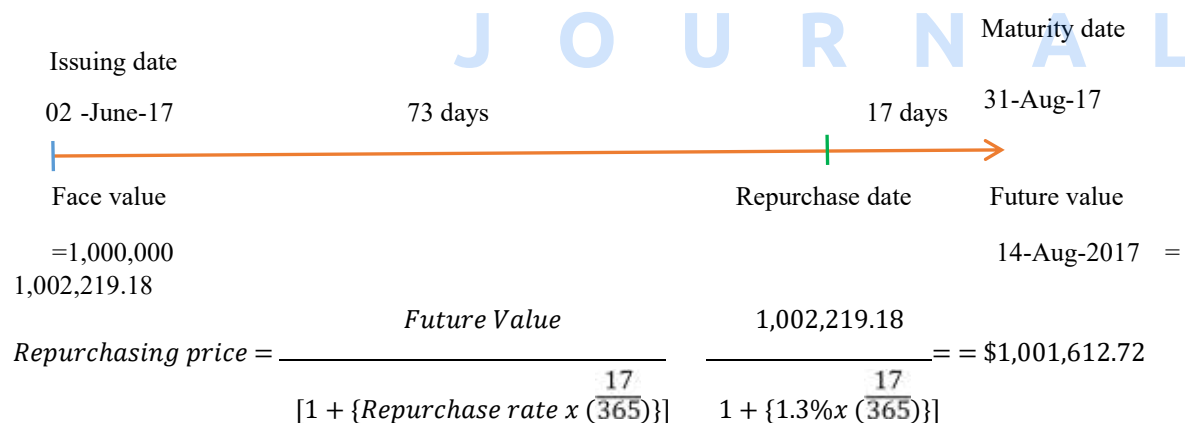 J O U R N A L
Maturity date
Issuing date
02 -June-17 73 days 17 days 31-Aug-17
Face value Repurchase date Future value
=1,000,000 14-Aug-2017 =
1,002,219.18
Future Value 1,002,219.18
Repurchasing price = = = $1,001,612.72
17 17
[1 + {Repurchase rate x (365)}] 1 + {1.3%x (365)}]